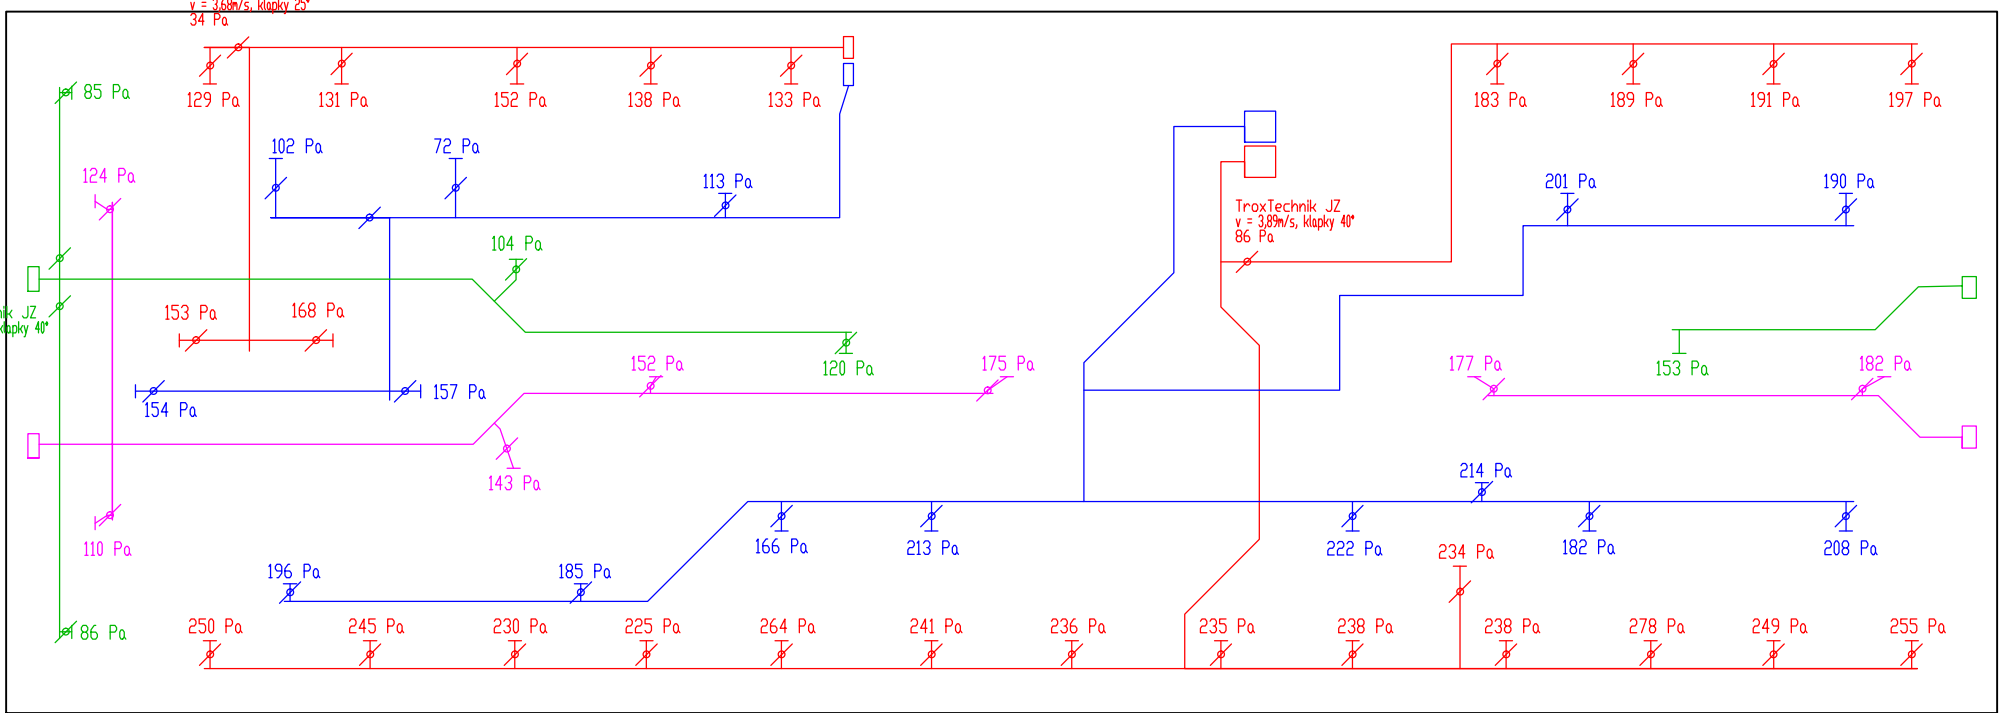 v = 3,68m/s, klapky 25°
34 Pa
129 Pa
131 Pa
152 Pa
138 Pa
133 Pa
183 Pa
189 Pa
191 Pa
197 Pa
85 Pa
102 Pa
72 Pa
113 Pa
124 Pa
201 Pa
190 Pa
TroxTechnik JZ
v = 3,89m/s, klapky 40°
86 Pa
104 Pa
nik JZ
klapky 40°
153 Pa
168 Pa
120 Pa
152 Pa
175 Pa
177 Pa
153 Pa
182 Pa
154 Pa
157 Pa
143 Pa
214 Pa
110 Pa
166 Pa
213 Pa
222 Pa
182 Pa
208 Pa
234 Pa
196 Pa
185 Pa
86 Pa
250 Pa
245 Pa
230 Pa
225 Pa
264 Pa
241 Pa
236 Pa
235 Pa
238 Pa
238 Pa
278 Pa
249 Pa
255 Pa